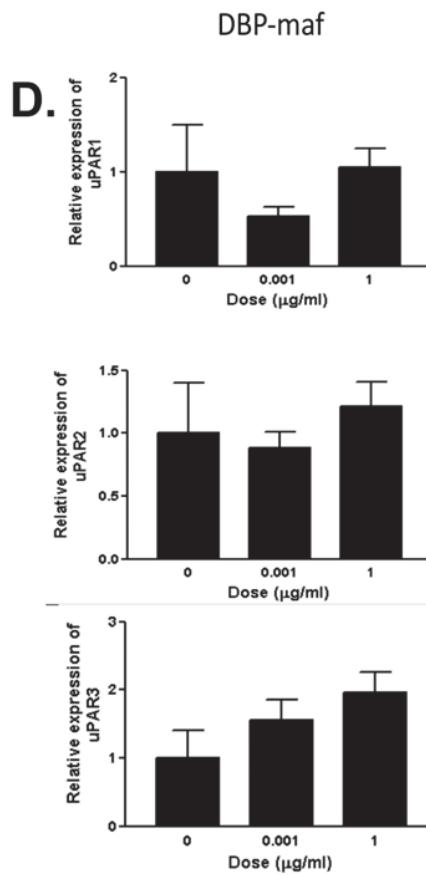 DBP-maf
D.
Relative expression of
uPAR1
2
1
0
0 0.001 1
Dose (μg/ml)
Relative expression of
uPAR2
1.5
1.0
0.5
0.0
0 0.001 1
Dose (μg/ml)
Relative expression of
uPAR3
3
2
1
0
0 0.001 1
Dose (μg/ml)